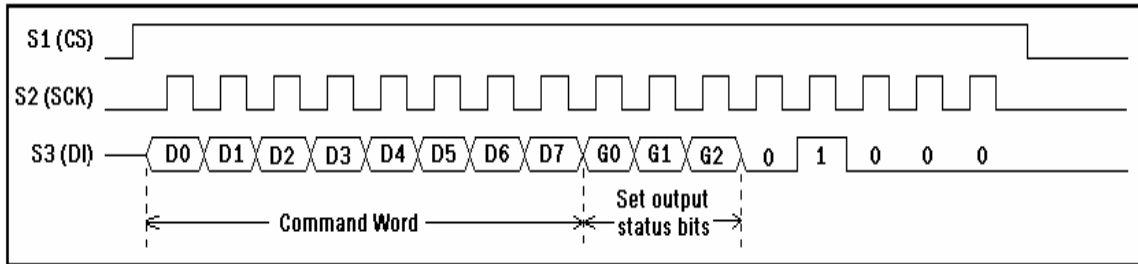 S1 (CS)
S2 (SCK)
S3 (DI) D0 D1 D2 D3 D4 D5 D6 D7 G0 G1 G2 0 1 0 0 0
Command Word
Set output
status bits